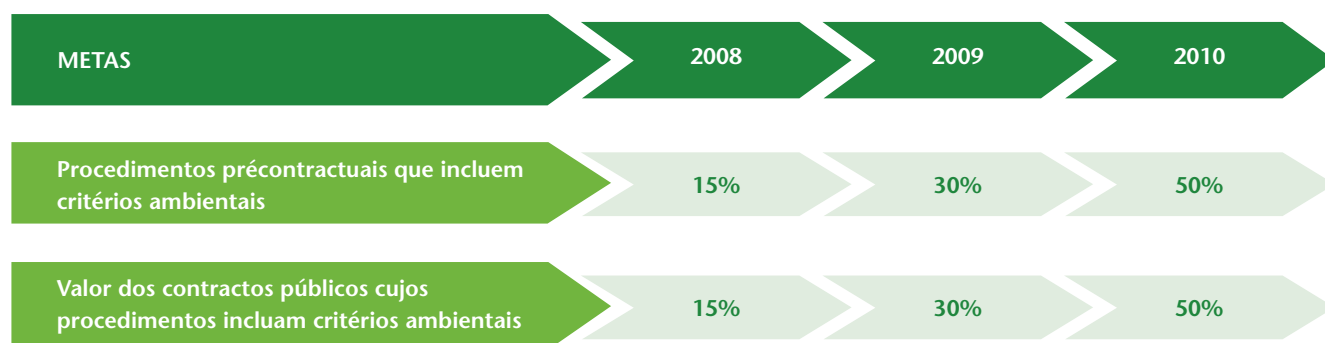 METAS 2008 2009 2010
Procedimentos précontractuais que incluem
critérios ambientais
15% 30% 50%
Valor dos contractos públicos cujos
procedimentos incluam critérios ambientais
15% 30% 50%